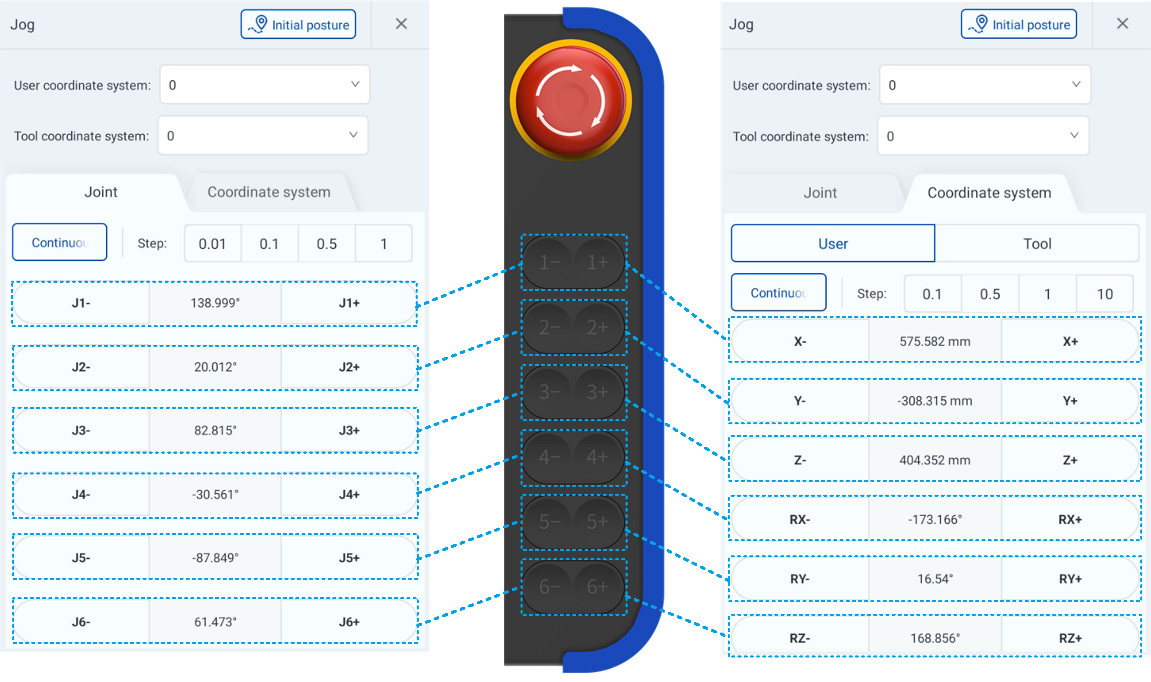 Jog Initial posture
User coordinate system: 0
Tool coordinate system: 0
Joint Coordinate system
Continuou Step: 0.01 0.1 0.5 1
J1- 138.999° J1+
J2- 20.012° J2+
J3- 82.815° J3+
J4- -30.561° J4+
J5- -87.849° J5+
J6- 61.473° J6+
1− 1+
2− 2+
3− 3+
4− 4+
5− 5+
6− 6+
Jog Initial posture
User coordinate system: 0
Tool coordinate system: 0
Joint Coordinate system
User Tool
Continuou Step: 0.1 0.5 1 10
X- 575.582 mm X+
Y- -308.315 mm Y+
Z- 404.352 mm Z+
RX- -173.166° RX+
RY- 16.54° RY+
RZ- 168.856° RZ+